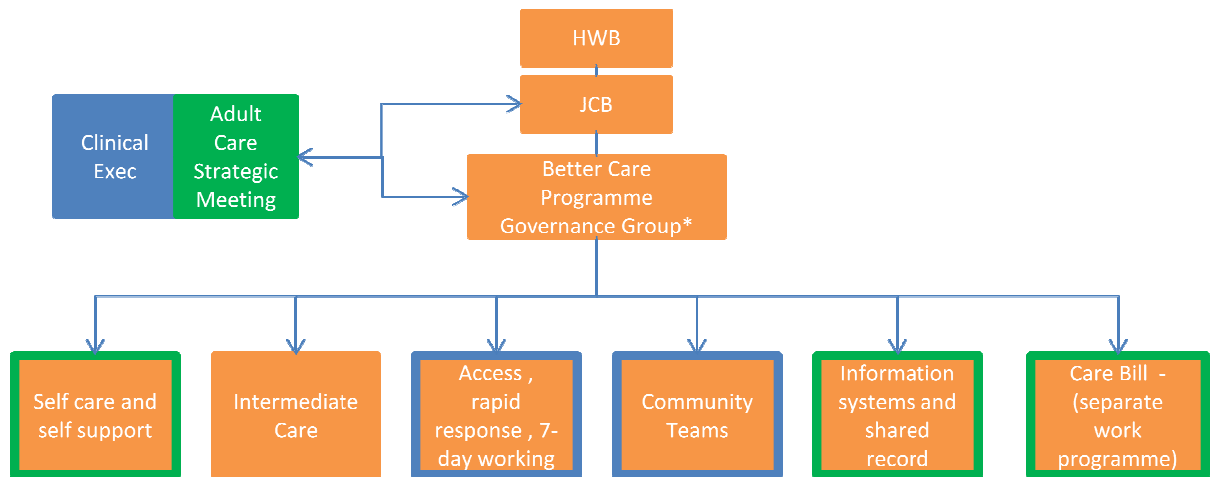 HWB
JCB
Clinical
Exec
Adult
Care
Strategic
Meeting
Better Care
Programme
Governance Group*
Self care and
self support
Intermediate
Care
Access ,
rapid
response , 7-
day working
Community
Teams
Information
systems and
shared
record
Care Bill  -
(separate
work
programme)